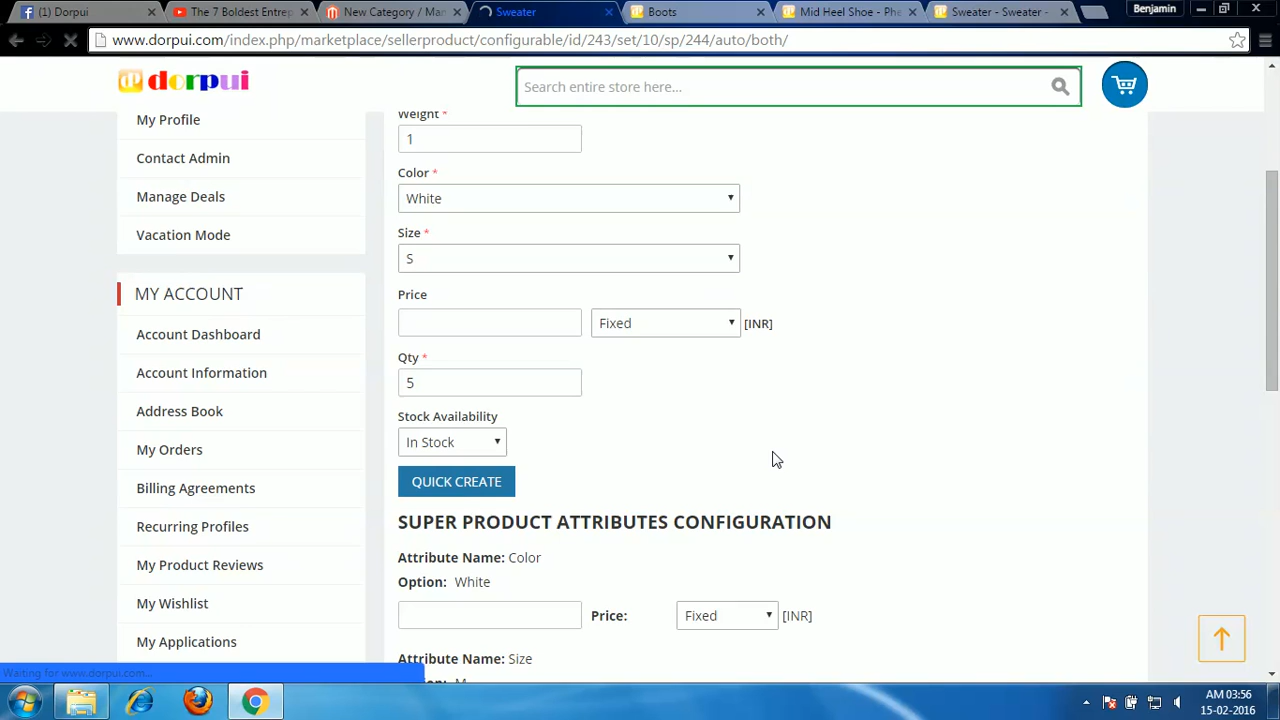 (1) Dorpui
The 7 Boldest Entrep
New Category / Man
Sweater
Boots
Mid Heel Shoe - Phe
Sweater - Sweater -
Benjamin
www.dorpui.com/index.php/marketplace/sellerproduct/configurable/id/243/set/10/sp/244/auto/both/
dorpui
Search entire store here...
My Profile
Contact Admin
Manage Deals
Vacation Mode
MY ACCOUNT
Account Dashboard
Account Information
Address Book
My Orders
Billing Agreements
Recurring Profiles
My Product Reviews
My Wishlist
My Applications
Weight *
1
Color *
White
Size *
S
Price
Fixed [INR]
Qty *
5
Stock Availability
In Stock
QUICK CREATE
SUPER PRODUCT ATTRIBUTES CONFIGURATION
Attribute Name: Color
Option: White
Price: Fixed [INR]
Attribute Name: Size
Option: M
Waiting for www.dorpui.com...
AM 03:56
15-02-2016